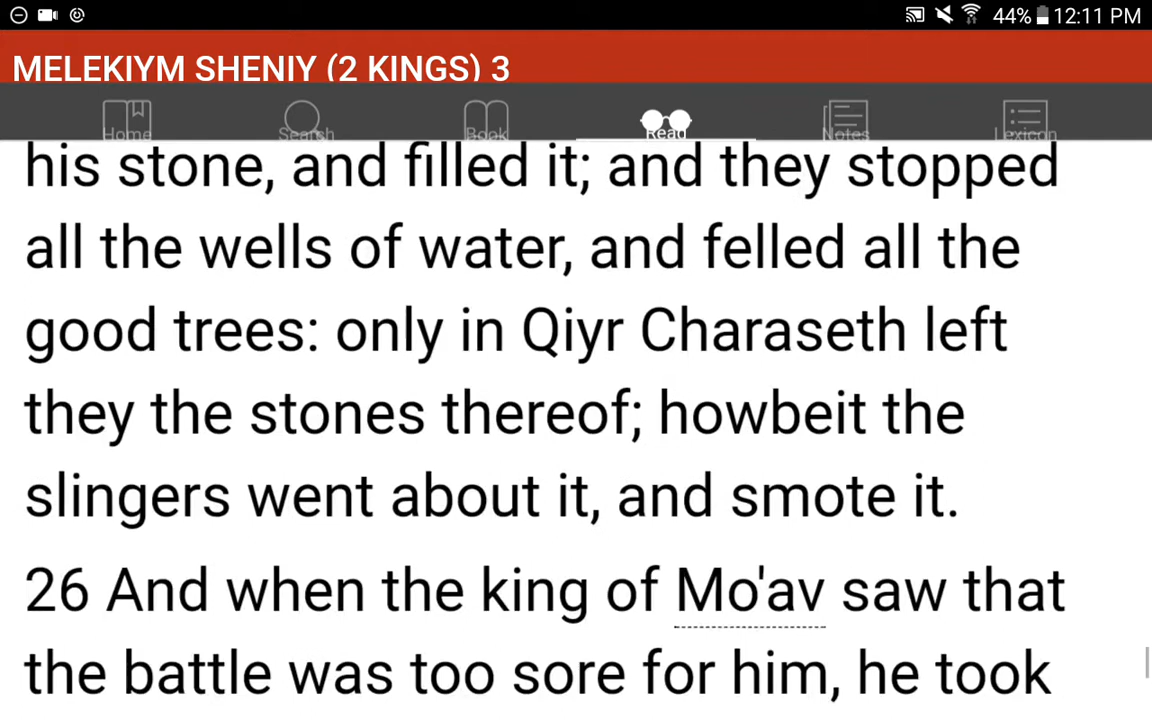 44% 12:11 PM
MELEKIYM SHENIY (2 KINGS) 3
Home Search Book Read Notes Lexicon
his stone, and filled it; and they stopped
all the wells of water, and felled all the
good trees: only in Qiyr Charaseth left
they the stones thereof; howbeit the
slingers went about it, and smote it.
26 And when the king of Mo'av saw that
the battle was too sore for him, he took